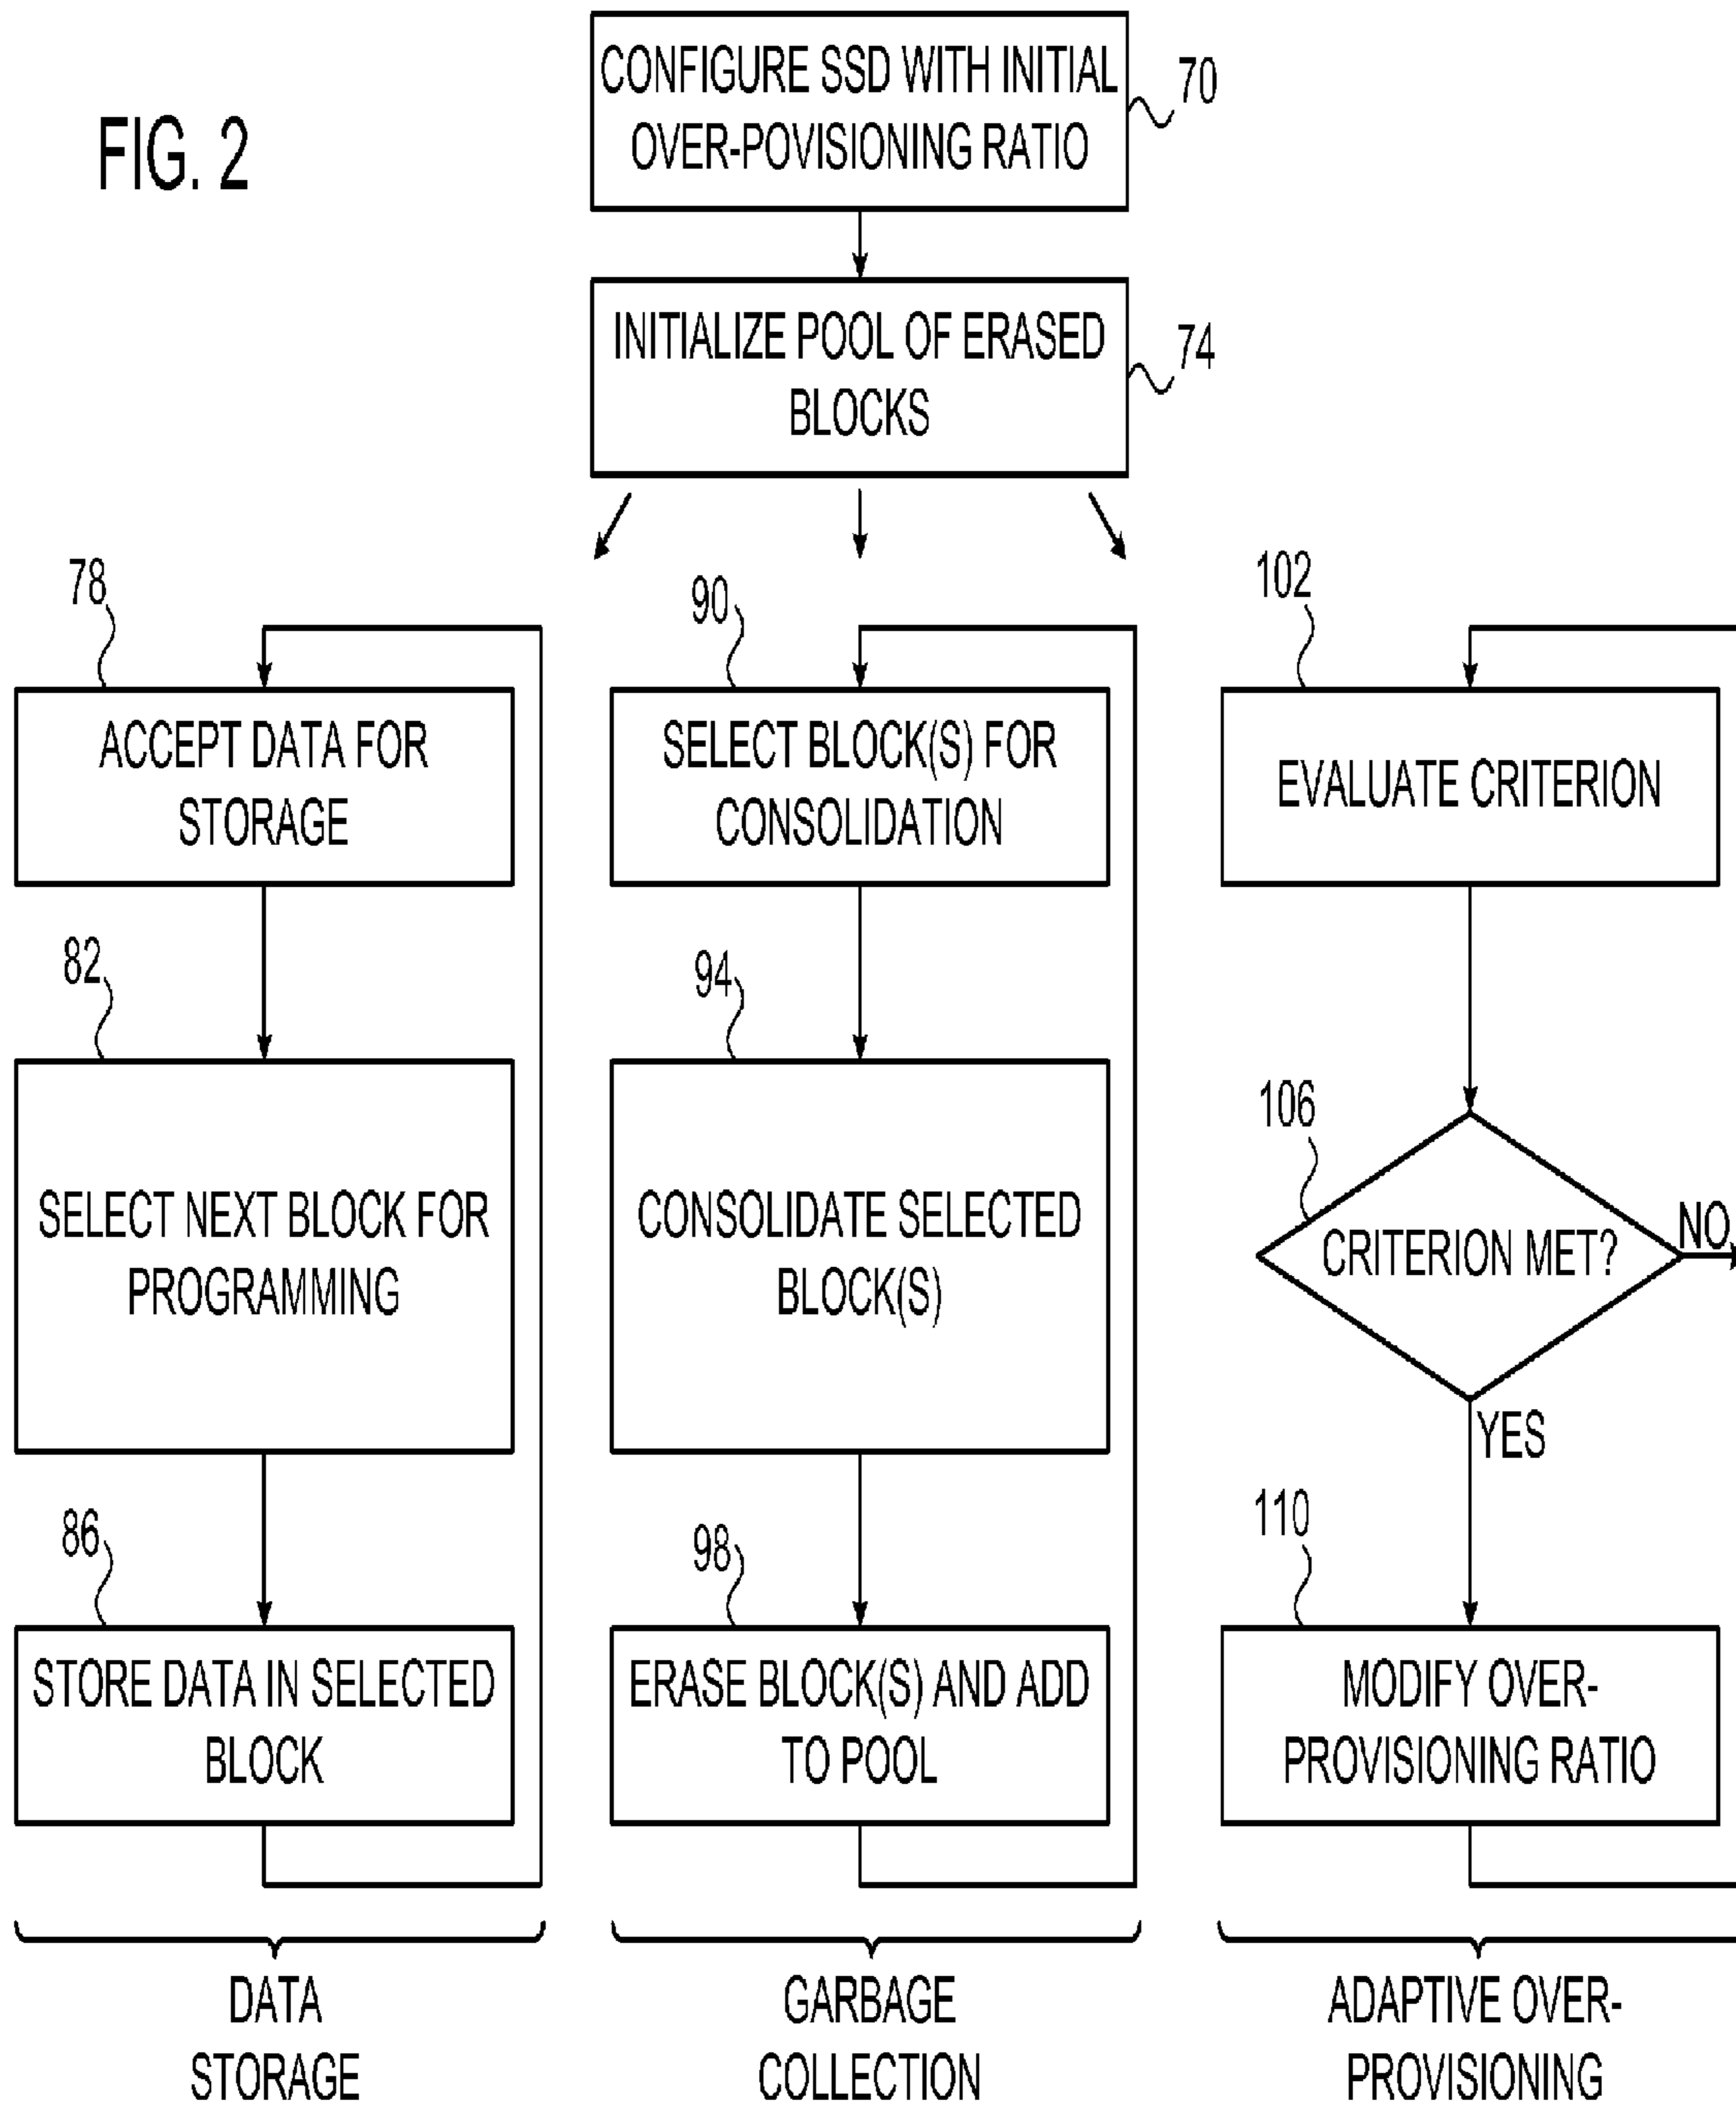 FIG. 2
CONFIGURE SSD WITH INITIAL
OVER-POVISIONING RATIO
70
INITIALIZE POOL OF ERASED
BLOCKS
74
78
ACCEPT DATA FOR
STORAGE
82
SELECT NEXT BLOCK FOR
PROGRAMMING
86
STORE DATA IN SELECTED
BLOCK
DATA
STORAGE
90
SELECT BLOCK(S) FOR
CONSOLIDATION
94
CONSOLIDATE SELECTED
BLOCK(S)
98
ERASE BLOCK(S) AND ADD
TO POOL
GARBAGE
COLLECTION
102
EVALUATE CRITERION
106
CRITERION MET?
NO
YES
110
MODIFY OVER-
PROVISIONING RATIO
ADAPTIVE OVER-
PROVISIONING